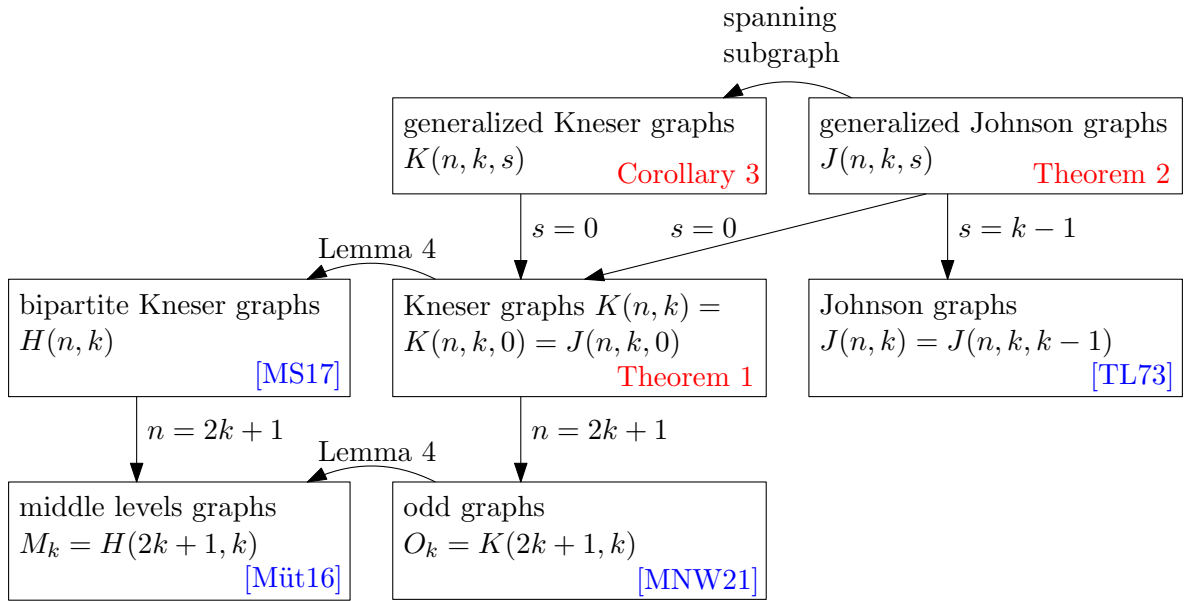 spanning
subgraph
generalized Kneser graphs
K(n, k, s)
Corollary 3
generalized Johnson graphs
J(n, k, s)
Theorem 2
s = 0
s = 0
s = k − 1
Lemma 4
bipartite Kneser graphs
H(n, k)
[MS17]
Kneser graphs K(n, k) =
K(n, k, 0) = J(n, k, 0)
Theorem 1
Johnson graphs
J(n, k) = J(n, k, k − 1)
[TL73]
n = 2k + 1
n = 2k + 1
Lemma 4
middle levels graphs
M_k = H(2k + 1, k)
[Müt16]
odd graphs
O_k = K(2k + 1, k)
[MNW21]